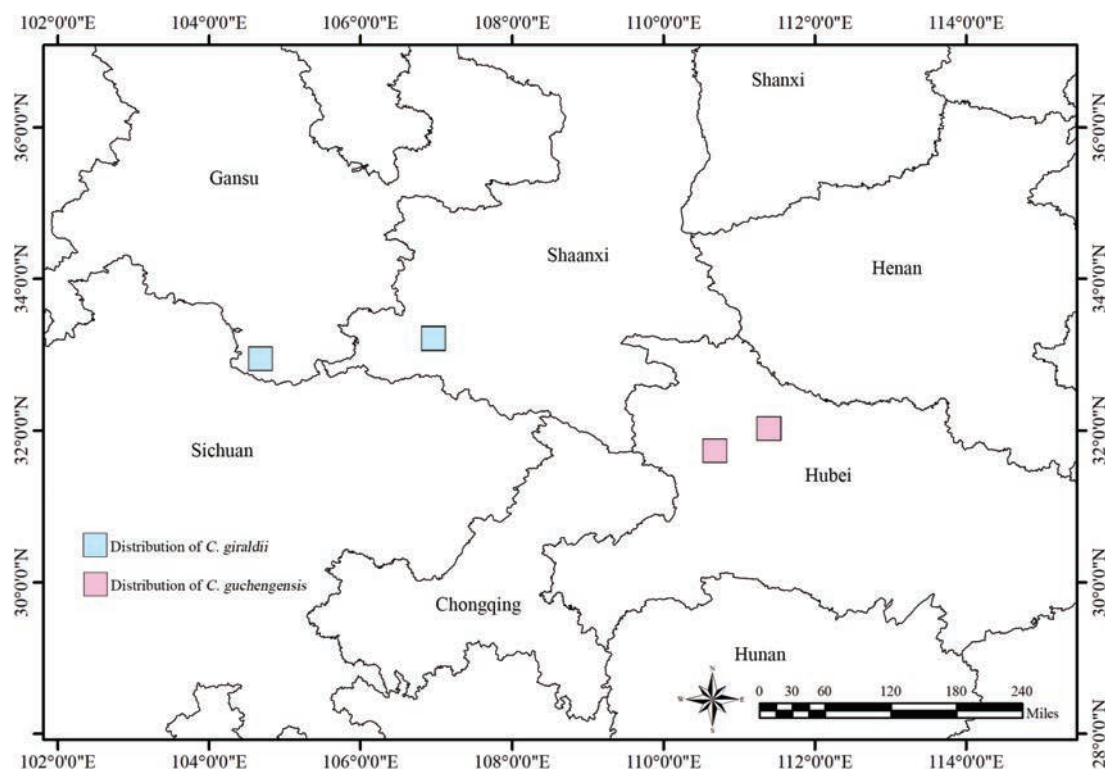 102°0'0"E 104°0'0"E 106°0'0"E 108°0'0"E 110°0'0"E 112°0'0"E 114°0'0"E
36°0'0"N
34°0'0"N
32°0'0"N
30°0'0"N
36°0'0"N
34°0'0"N
32°0'0"N
30°0'0"N
28°0'0"N
Shanxi
Gansu
Shaanxi
Henan
Sichuan
Hubei
Distribution of C. giraldii
Distribution of C. guchengensis
Chongqing
Hunan
N
W E
S
0 30 60 120 180 240
Miles
102°0'0"E 104°0'0"E 106°0'0"E 108°0'0"E 110°0'0"E 112°0'0"E 114°0'0"E